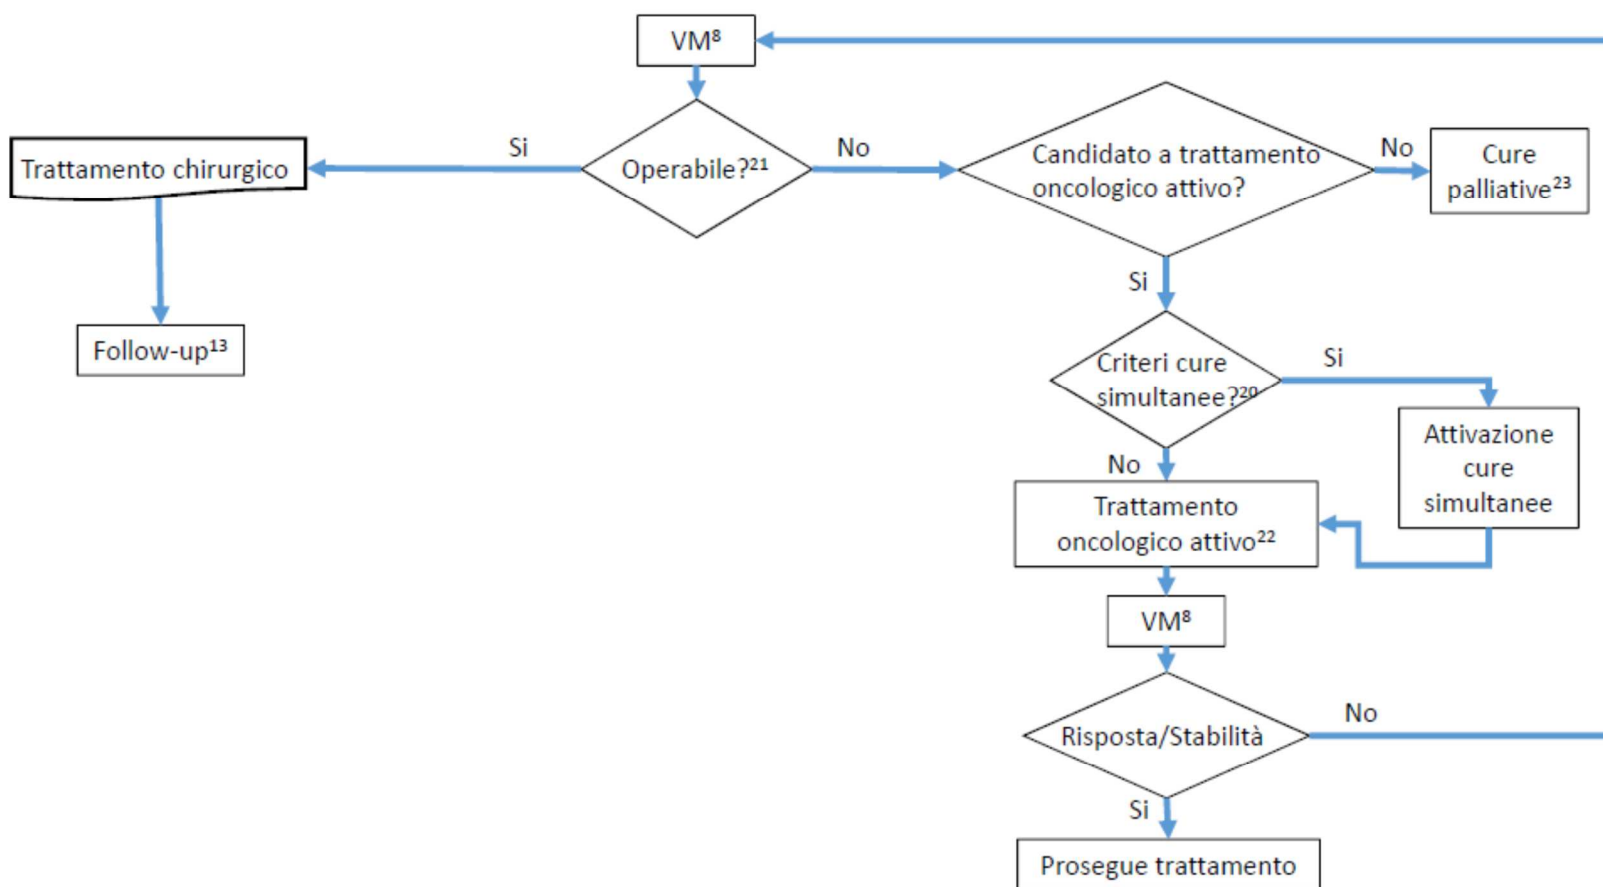 VM⁸
Si
Operabile?²¹
No
Trattamento chirurgico
Candidato a trattamento
oncologico attivo?
No
Cure
palliative²³
Si
Follow-up¹³
Criteri cure
simultanee?²⁰
Si
Attivazione
cure
simultanee
No
Trattamento
oncologico attivo²²
VM⁸
Risposta/Stabilità
No
Si
Prosegue trattamento